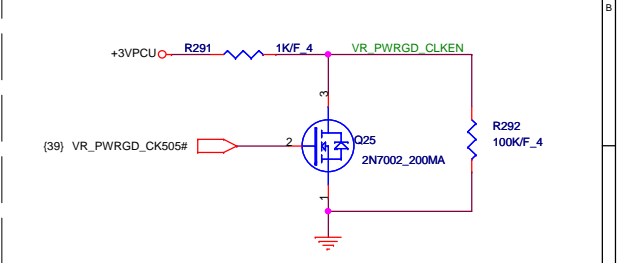 B
+3VPCU R291 1K/F_4 VR_PWRGD_CLKEN
3
{39} VR_PWRGD_CK505# 2 Q25
2N7002_200MA
R292
100K/F_4
1